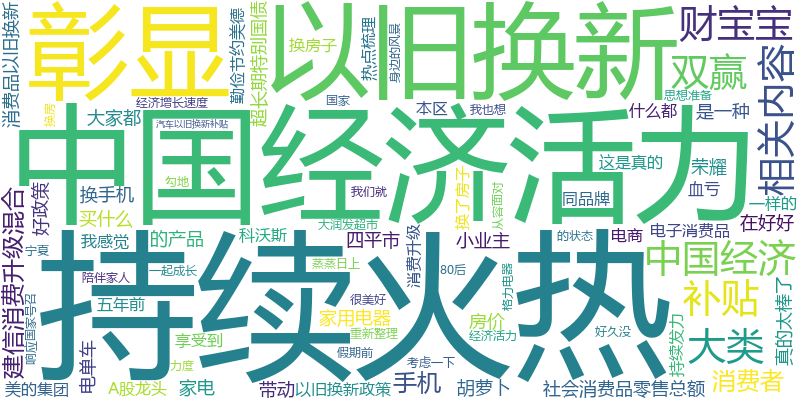 消费品以旧换新
彰显
以旧换新
财宝宝
双赢
相关内容
勤俭节约美德
超长期特别国债
换房子
热点梳理
身边的风景
换房
大家都
经济增长速度
国家
汽车以旧换新补贴
本区
我也想
什么都
思想准备
是一种
中国经济活力
建信消费升级混合
好政策
换手机
买什么
勾地
我们就
换了房子
从容面对
同品牌
这是真的
荣耀
血亏
一样的
我感觉
的产品
大润发超市
科沃斯
四平市
消费升级
小业主
的状态
电商
电子消费品
在好好
宁夏
响应国家号召
陪伴家人
一起成长
蒸蒸日上
80后
格力电器
中国经济
持续火热
五年前
很美好
家用电器
重新整理
房价
经济活力
好久没
持续发力
补贴
真的太棒了
电单车
享受到
力度
假期前
考虑一下
大类
消费者
美的集团
A股龙头
家电
带动
以旧换新政策
手机
胡萝卜
社会消费品零售总额